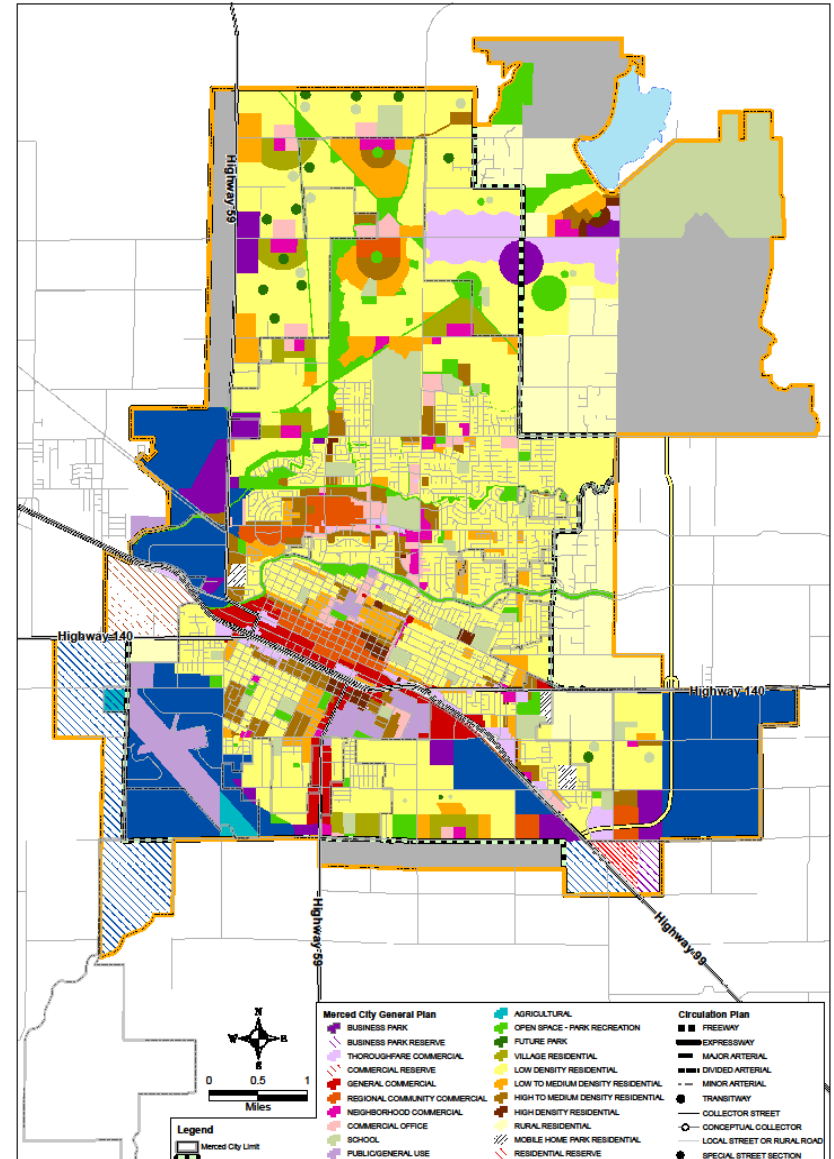 Highway 59
Highway 140
Highway 140
Highway 59
Highway 99
N
W E
S
0 0.5 1
Miles
Legend
Merced City Limit
Merced City General Plan
BUSINESS PARK
BUSINESS PARK RESERVE
THOROUGHFARE COMMERCIAL
COMMERCIAL RESERVE
GENERAL COMMERCIAL
REGIONAL COMMUNITY COMMERCIAL
NEIGHBORHOOD COMMERCIAL
COMMERCIAL OFFICE
SCHOOL
PUBLIC/GENERAL USE
AGRICULTURAL
OPEN SPACE - PARK RECREATION
FUTURE PARK
VILLAGE RESIDENTIAL
LOW DENSITY RESIDENTIAL
LOW TO MEDIUM DENSITY RESIDENTIAL
HIGH TO MEDIUM DENSITY RESIDENTIAL
HIGH DENSITY RESIDENTIAL
RURAL RESIDENTIAL
MOBILE HOME PARK RESIDENTIAL
RESIDENTIAL RESERVE
Circulation Plan
FREEWAY
EXPRESSWAY
MAJOR ARTERIAL
DIVIDED ARTERIAL
MINOR ARTERIAL
TRANSITWAY
COLLECTOR STREET
CONCEPTUAL COLLECTOR
LOCAL STREET OR RURAL ROAD
SPECIAL STREET SECTION